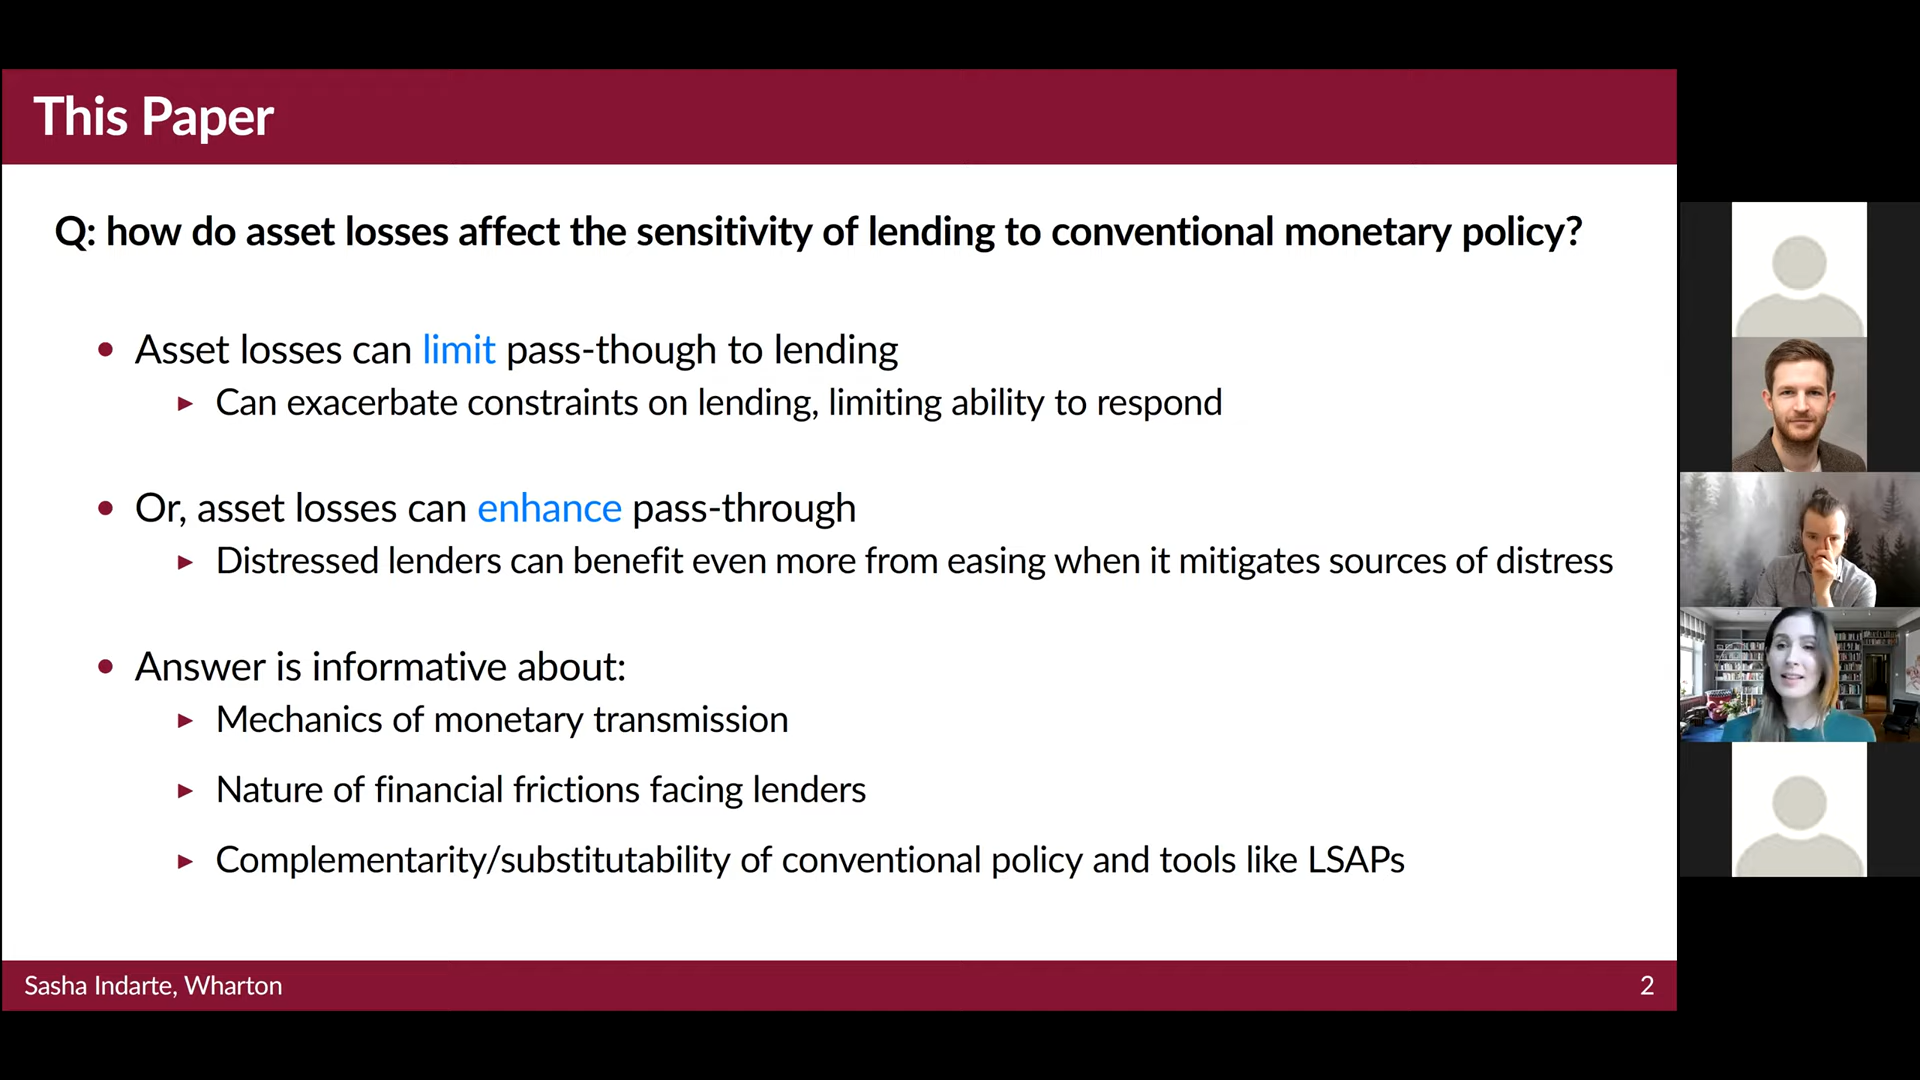 This Paper
Q: how do asset losses affect the sensitivity of lending to conventional monetary policy?
• Asset losses can limit pass-though to lending
▶ Can exacerbate constraints on lending, limiting ability to respond
• Or, asset losses can enhance pass-through
▶ Distressed lenders can benefit even more from easing when it mitigates sources of distress
• Answer is informative about:
▶ Mechanics of monetary transmission
▶ Nature of financial frictions facing lenders
▶ Complementarity/substitutability of conventional policy and tools like LSAPs
Sasha Indarte, Wharton
2